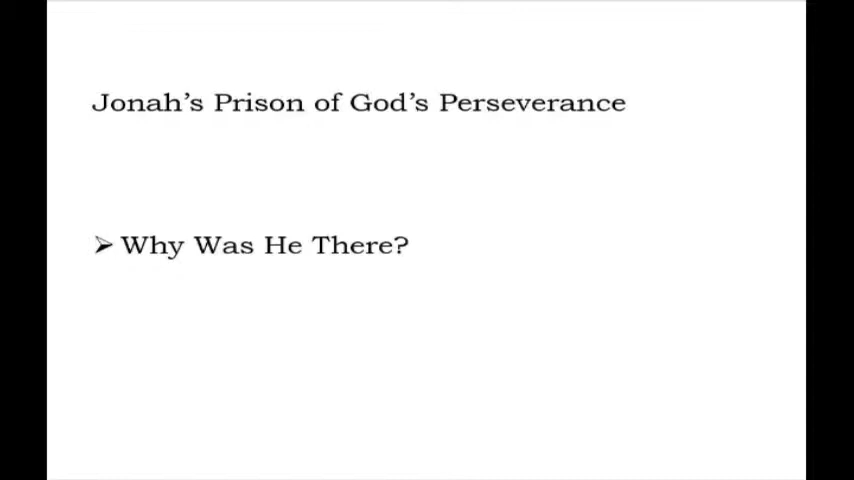 Jonah’s Prison of God’s Perseverance
➢ Why Was He There?